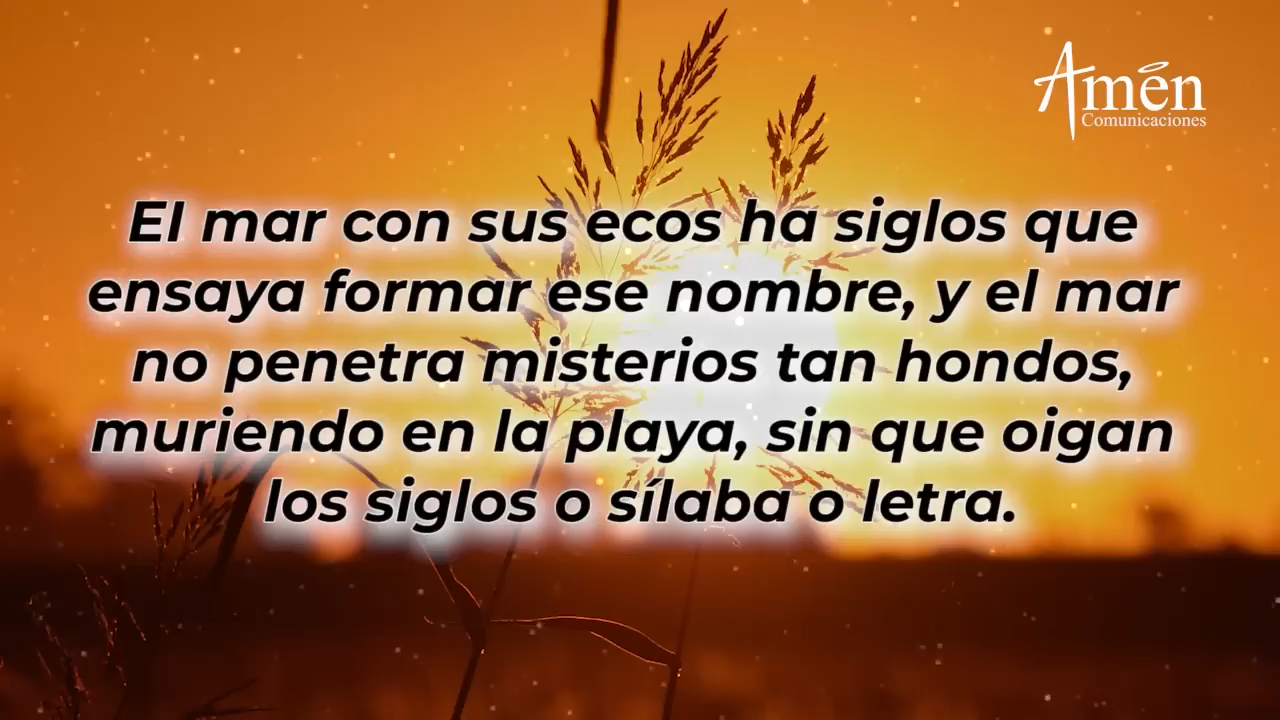 Amén
Comunicaciones
El mar con sus ecos ha siglos que
ensaya formar ese nombre, y el mar
no penetra misterios tan hondos,
muriendo en la playa, sin que oigan
los siglos o sílaba o letra.